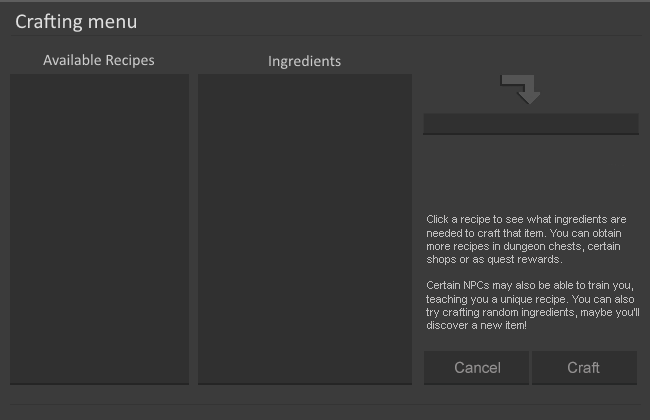 Crafting menu
Available Recipes
Ingredients
Click a recipe to see what ingredients are
needed to craft that item. You can obtain
more recipes in dungeon chests, certain
shops or as quest rewards.
Certain NPCs may also be able to train you,
teaching you a unique recipe. You can also
try crafting random ingredients, maybe you'll
discover a new item!
Cancel
Craft